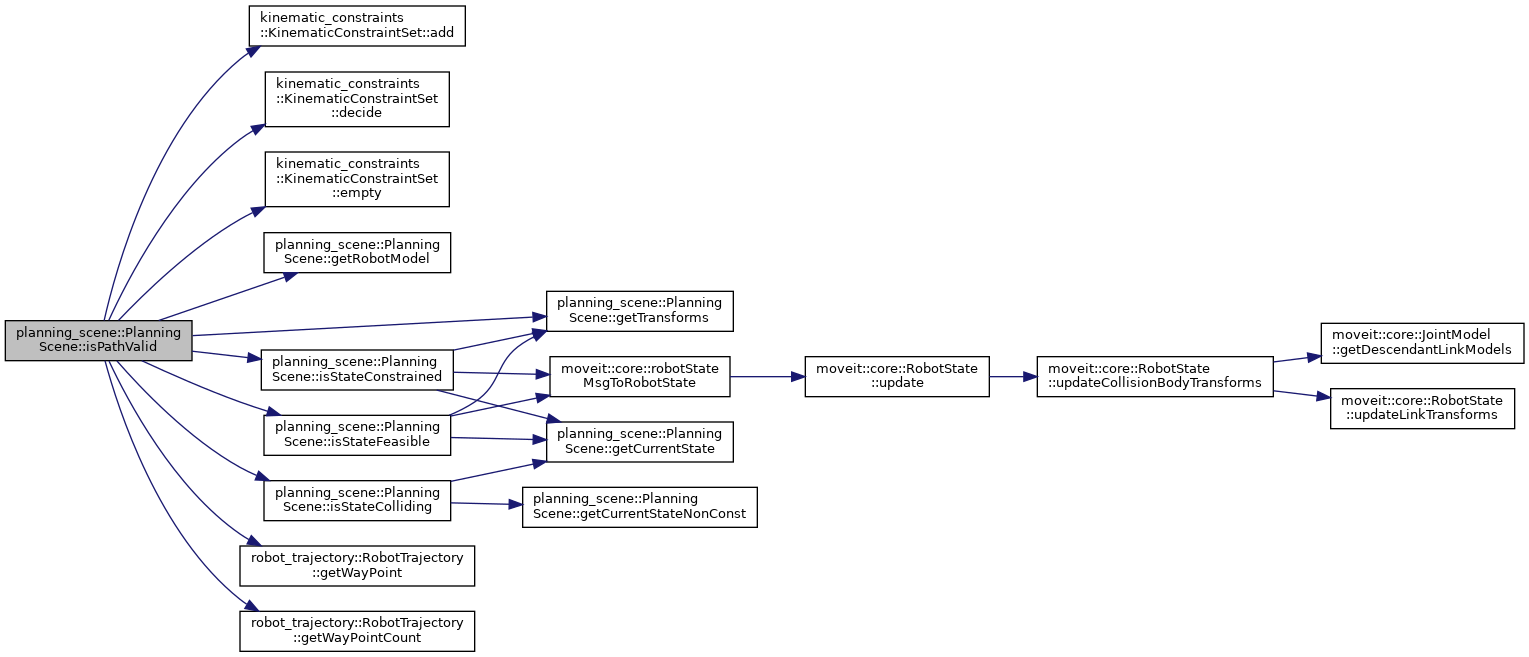 planning_scene::Planning
Scene::isPathValid
kinematic_constraints
::KinematicConstraintSet::add
kinematic_constraints
::KinematicConstraintSet
::decide
kinematic_constraints
::KinematicConstraintSet
::empty
planning_scene::Planning
Scene::getRobotModel
planning_scene::Planning
Scene::getTransforms
planning_scene::Planning
Scene::isStateConstrained
moveit::core::robotState
MsgToRobotState
moveit::core::RobotState
::update
moveit::core::RobotState
::updateCollisionBodyTransforms
moveit::core::JointModel
::getDescendantLinkModels
moveit::core::RobotState
::updateLinkTransforms
planning_scene::Planning
Scene::isStateFeasible
planning_scene::Planning
Scene::getCurrentState
planning_scene::Planning
Scene::isStateColliding
planning_scene::Planning
Scene::getCurrentStateNonConst
robot_trajectory::RobotTrajectory
::getWayPoint
robot_trajectory::RobotTrajectory
::getWayPointCount